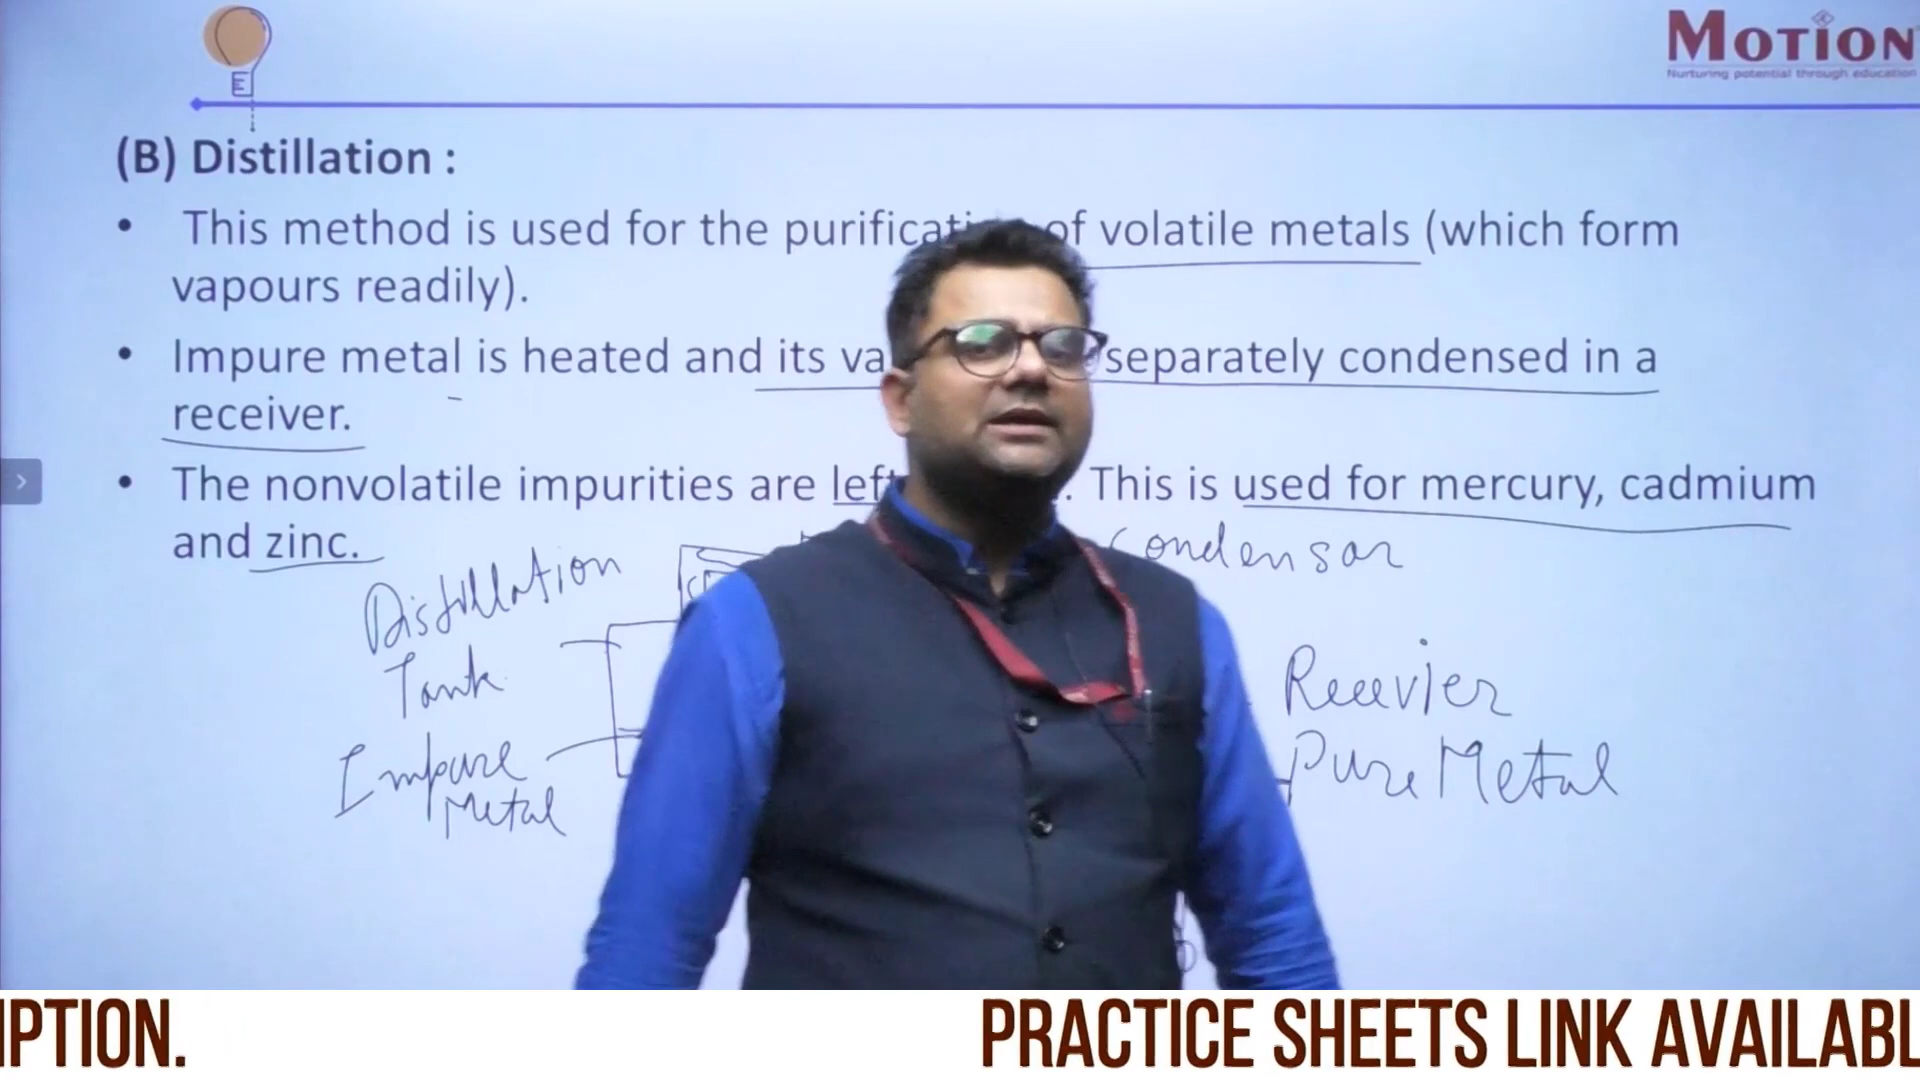 MOTION
Nurturing potential through education
(B) Distillation :
• This method is used for the purification of volatile metals (which form
vapours readily).
• Impure metal is heated and its va separately condensed in a
receiver.
• The nonvolatile impurities are left . This is used for mercury, cadmium
and zinc.
Distillation
Condensar
Tank
Reevier
Impure
Pure Metal
Metal
IPTION.
PRACTICE SHEETS LINK AVAILABL